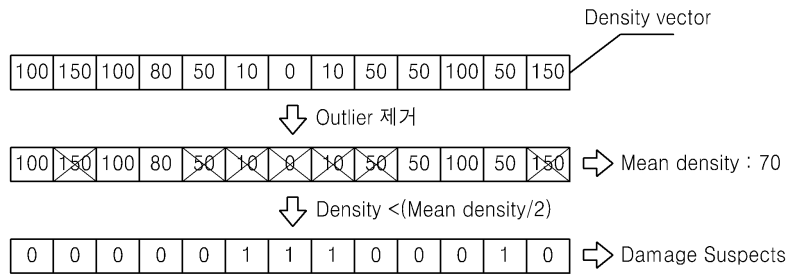 Density vector
100 150 100 80 50 10 0 10 50 50 100 50 150
Outlier 제거
100 150 100 80 50 10 0 10 50 50 100 50 150
Mean density : 70
Density <(Mean density/2)
0 0 0 0 0 1 1 1 0 0 0 1 0
Damage Suspects